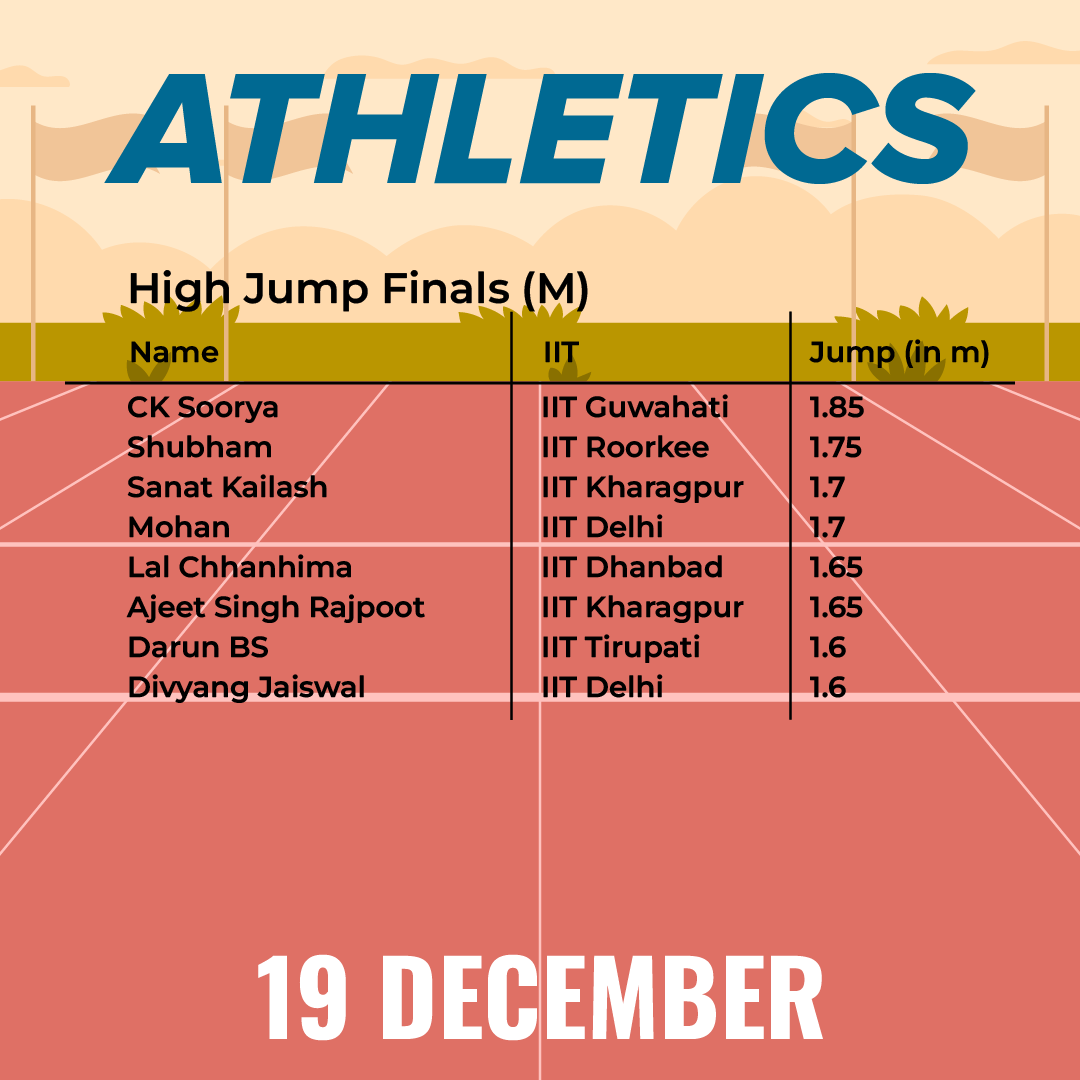 ATHLETICS
High Jump Finals (M)
Name IIT Jump (in m)
CK Soorya IIT Guwahati 1.85
Shubham IIT Roorkee 1.75
Sanat Kailash IIT Kharagpur 1.7
Mohan IIT Delhi 1.7
Lal Chhanhima IIT Dhanbad 1.65
Ajeet Singh Rajpoot IIT Kharagpur 1.65
Darun BS IIT Tirupati 1.6
Divyang Jaiswal IIT Delhi 1.6
19 DECEMBER